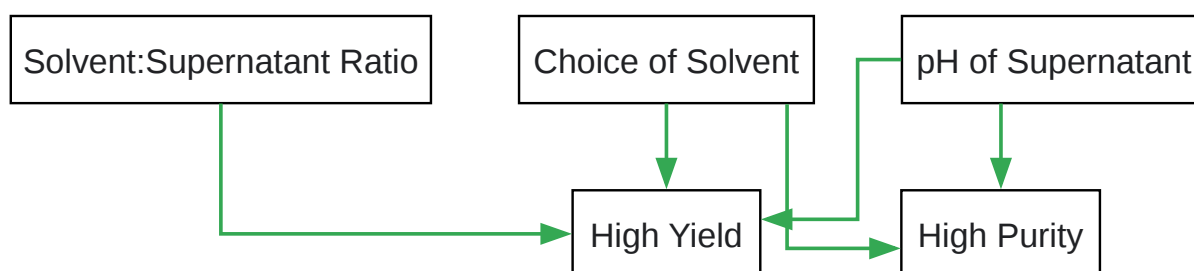 Solvent:Supernatant Ratio
Choice of Solvent
pH of Supernatant
High Yield
High Purity